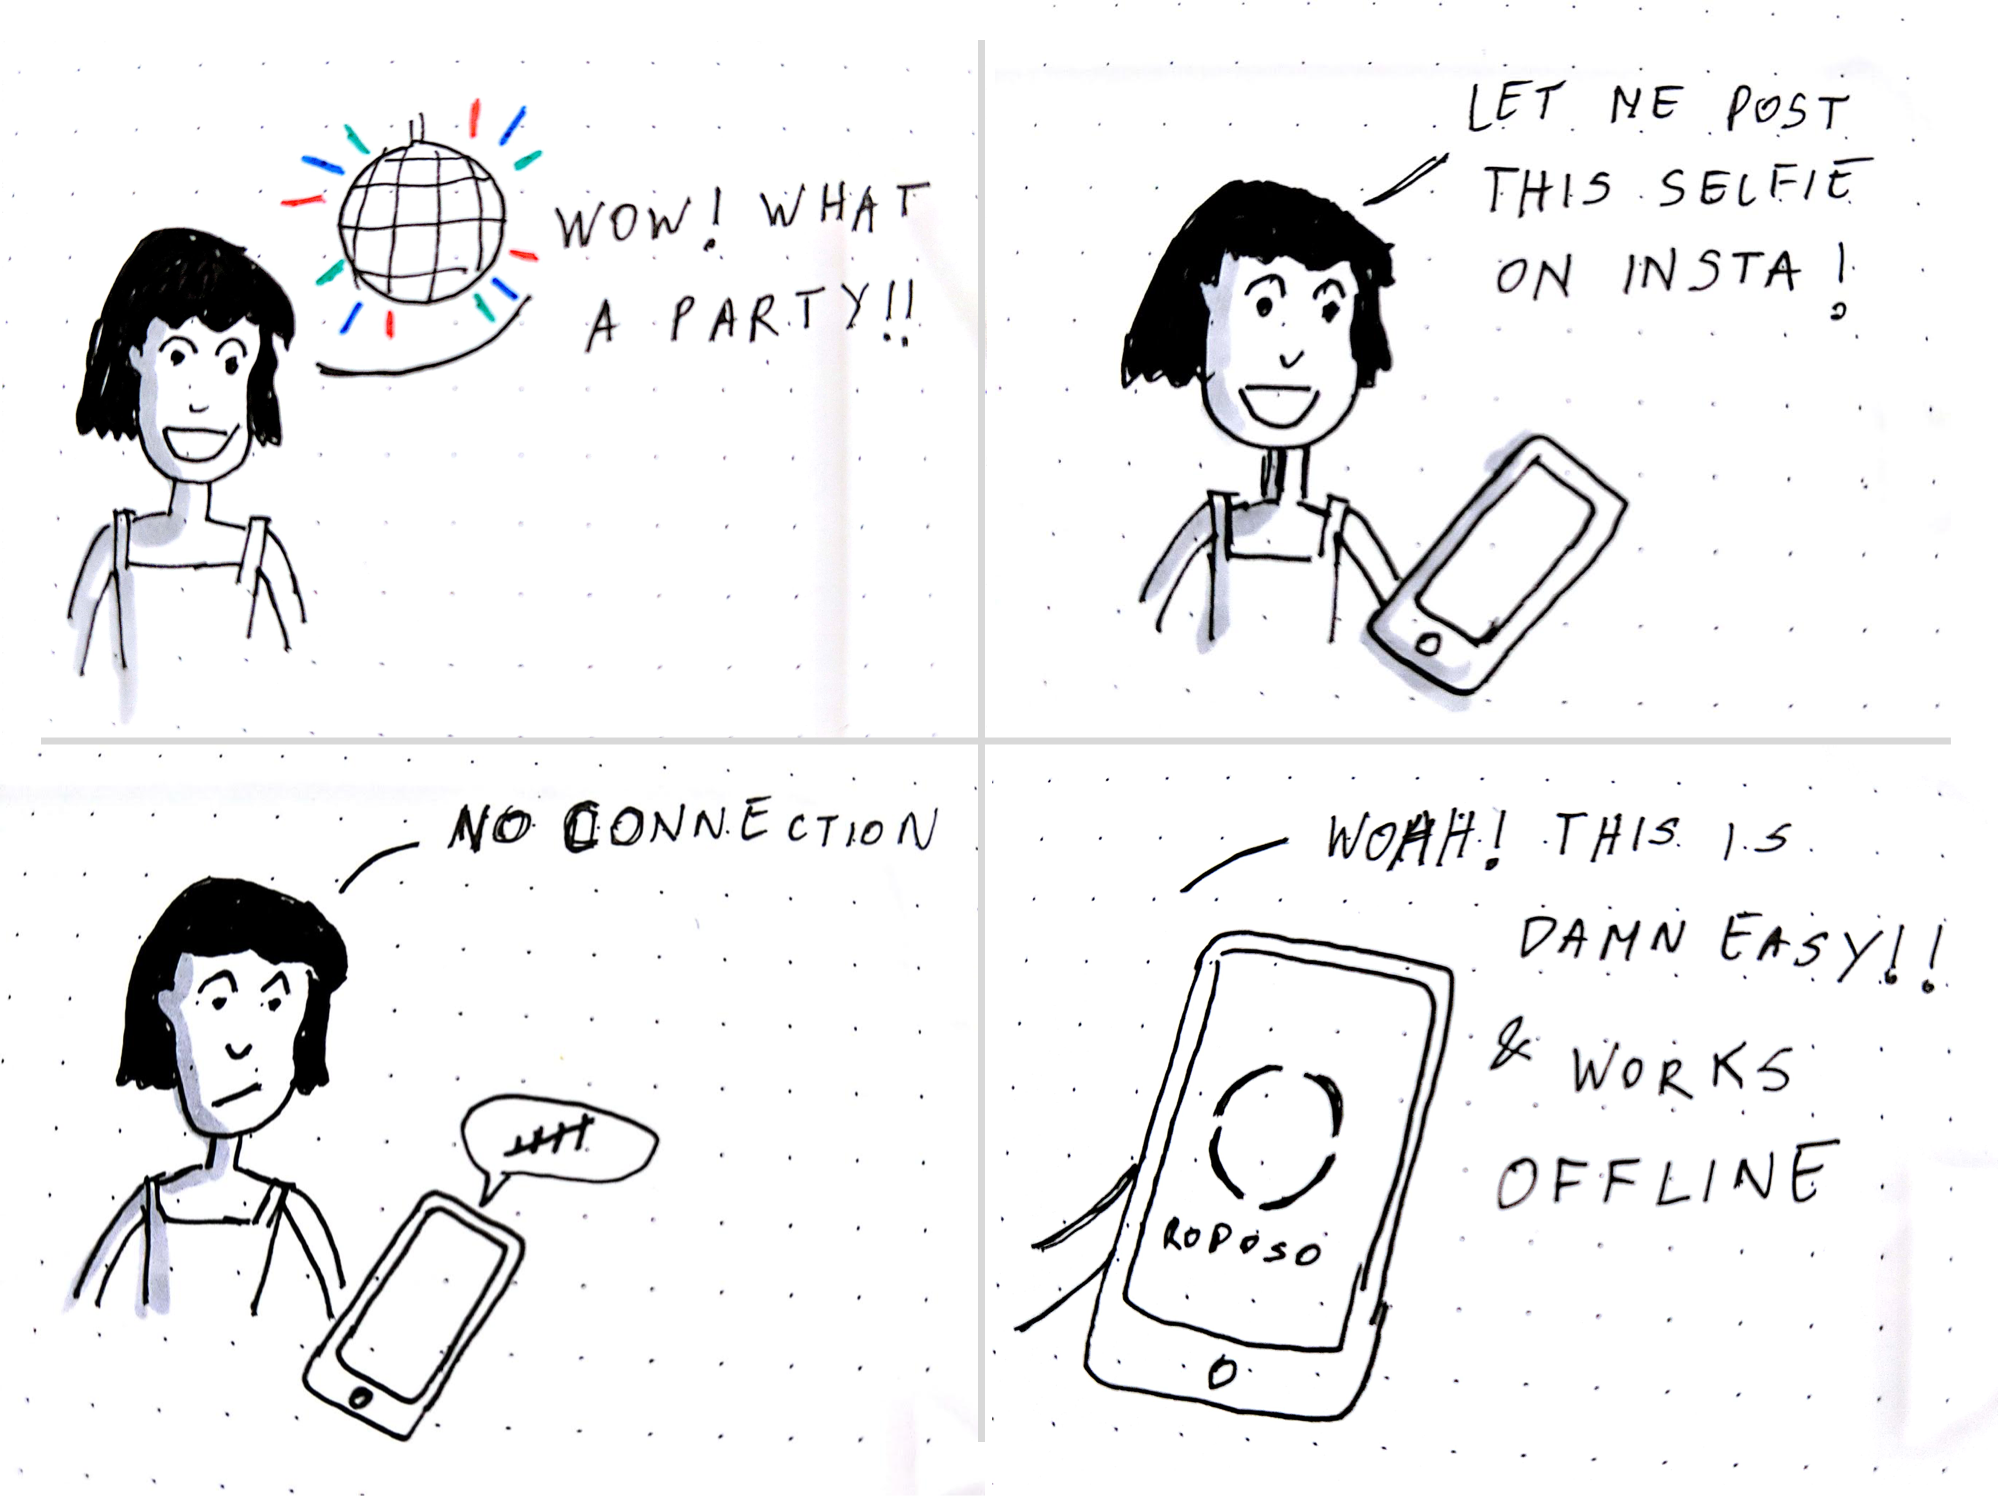 WOW! WHAT
A PARTY!!
LET ME POST
THIS SELFIE
ON INSTA!
NO CONNECTION
WOAH! THIS IS
DAMN EASY!!
& WORKS
OFFLINE
ROPOSO